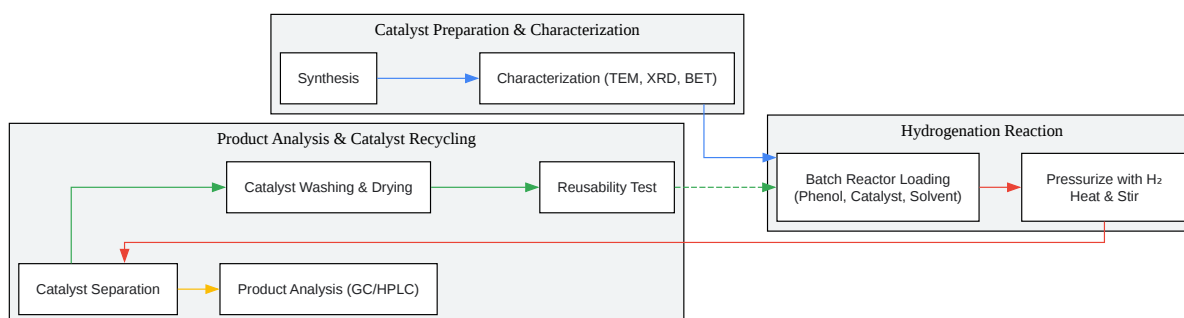 Catalyst Preparation & Characterization
Synthesis
Characterization (TEM, XRD, BET)
Product Analysis & Catalyst Recycling
Catalyst Washing & Drying
Reusability Test
Catalyst Separation
Product Analysis (GC/HPLC)
Hydrogenation Reaction
Batch Reactor Loading
(Phenol, Catalyst, Solvent)
Pressurize with H₂
Heat & Stir